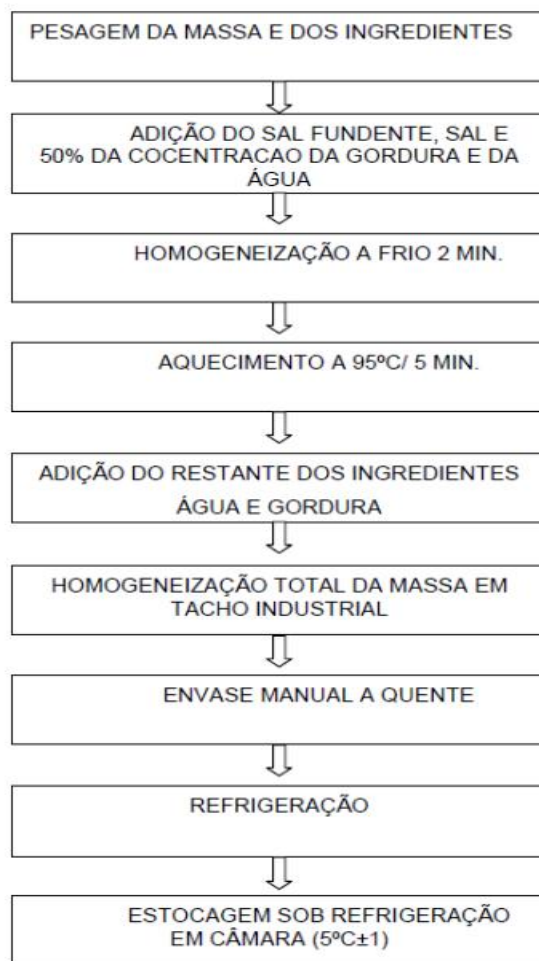 PESAGEM DA MASSA E DOS INGREDIENTES
ADIÇÃO DO SAL FUNDENTE, SAL E
50% DA COCENTRACAO DA GORDURA E DA
ÁGUA
HOMOGENEIZAÇÃO A FRIO 2 MIN.
AQUECIMENTO A 95ºC/ 5 MIN.
ADIÇÃO DO RESTANTE DOS INGREDIENTES
ÁGUA E GORDURA
HOMOGENEIZAÇÃO TOTAL DA MASSA EM
TACHO INDUSTRIAL
ENVASE MANUAL A QUENTE
REFRIGERAÇÃO
ESTOCAGEM SOB REFRIGERAÇÃO
EM CÂMARA (5ºC±1)